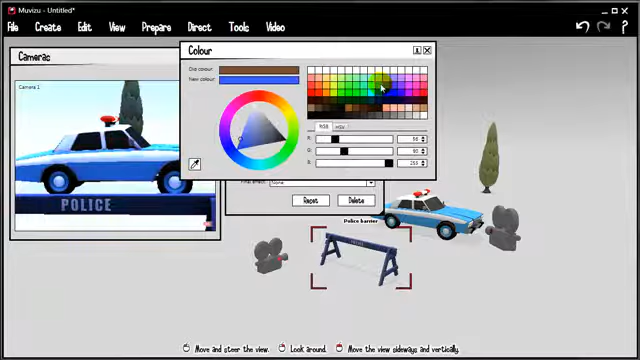 Muvizu - Untitled*
File Create Edit View Prepare Direct Tools Video
?
Cameras
Camera 1
POLICE
Colour
Old colour:
New colour:
RGB HSV
R: 56
G: 90
B: 255
Final effect: None
Reset Delete
Police barrier
Move and steer the view. Look around. Move the view sideways and vertically.